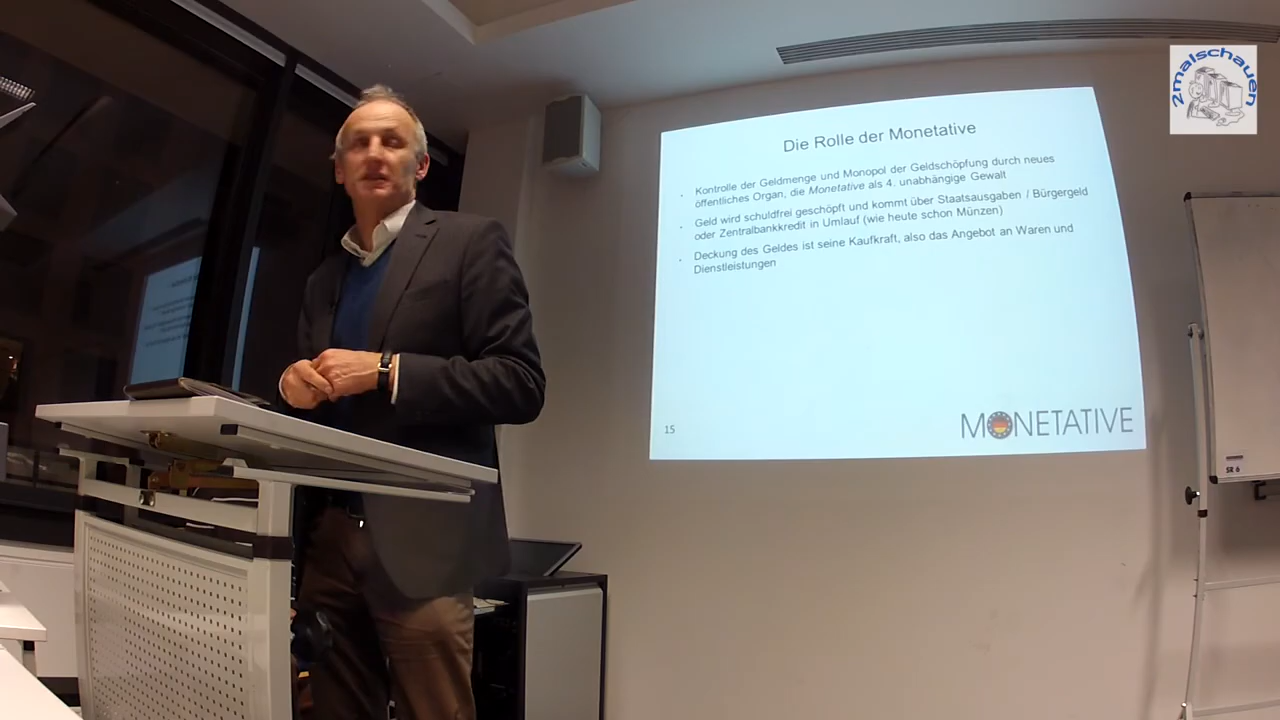 2malschauen
Die Rolle der Monetative
Kontrolle der Geldmenge und Monopol der Geldschöpfung durch neues
öffentliches Organ, die Monetative als 4. unabhängige Gewalt
Geld wird schuldfrei geschöpft und kommt über Staatsausgaben / Bürgergeld
oder Zentralbankkredit in Umlauf (wie heute schon Münzen)
Deckung des Geldes ist seine Kaufkraft, also das Angebot an Waren und
Dienstleistungen
15
MONETATIVE
SR 6